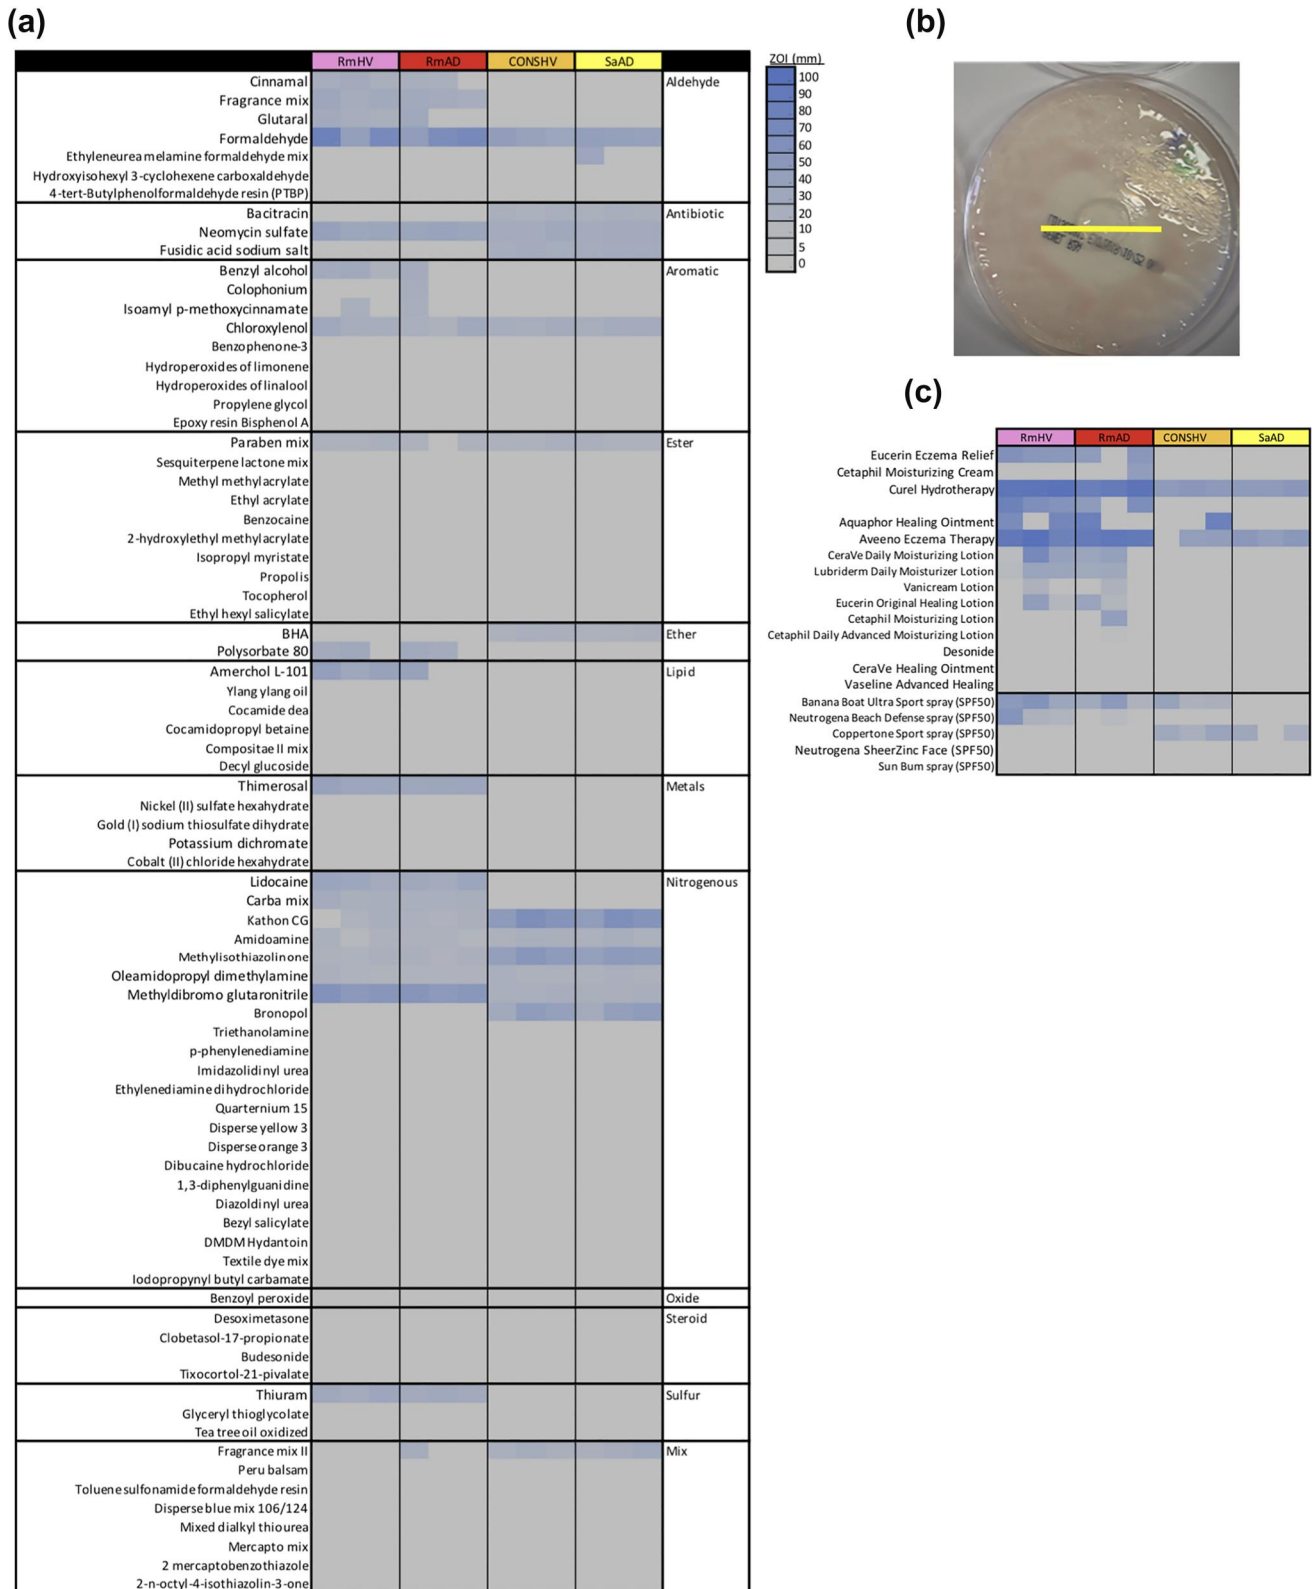 (a)
RmHV RmAD CONSHV SaAD
Cinnamal Aldehyde
Fragrance mix
Glutaral
Formaldehyde
Ethyleneurea melamine formaldehyde mix
Hydroxyisohexyl 3-cyclohexene carboxaldehyde
4-tert-Butylphenolformaldehyde resin (PTBP)
Bacitracin Antibiotic
Neomycin sulfate
Fusidic acid sodium salt
Benzyl alcohol Aromatic
Colophonium
Isoamyl p-methoxycinnamate
Chloroxylenol
Benzophenone-3
Hydroperoxides of limonene
Hydroperoxides of linalool
Propylene glycol
Epoxy resin Bisphenol A
Paraben mix Ester
Sesquiterpene lactone mix
Methyl methylacrylate
Ethyl acrylate
Benzocaine
2-hydroxylethyl methylacrylate
Isopropyl myristate
Propolis
Tocopherol
Ethyl hexyl salicylate
BHA Ether
Polysorbate 80
Amerchol L-101 Lipid
Ylang ylang oil
Cocamide dea
Cocamidopropyl betaine
Compositae II mix
Decyl glucoside
Thimerosal Metals
Nickel (II) sulfate hexahydrate
Gold (I) sodium thiosulfate dihydrate
Potassium dichromate
Cobalt (II) chloride hexahydrate
Lidocaine Nitrogenous
Carba mix
Kathon CG
Amidoamine
Methylisothiazolinone
Oleamidopropyl dimethylamine
Methyldibromo glutaronitrile
Bronopol
Triethanolamine
p-phenylenediamine
Imidazolidinyl urea
Ethylenediamine dihydrochloride
Quarternium 15
Disperse yellow 3
Disperse orange 3
Dibucaine hydrochloride
1,3-diphenylguanidine
Diazoldinyl urea
Bezyl salicylate
DMDM Hydantoin
Textile dye mix
Iodopropynyl butyl carbamate
Benzoyl peroxide Oxide
Desoximetasone Steroid
Clobetasol-17-propionate
Budesonide
Tixocortol-21-pivalate
Thiuram Sulfur
Glyceryl thioglycolate
Tea tree oil oxidized
Fragrance mix II Mix
Peru balsam
Toluene sulfonamide formaldehyde resin
Disperse blue mix 106/124
Mixed dialkyl thiourea
Mercapto mix
2 mercaptobenzothiazole
2-n-octyl-4-isothiazolin-3-one
ZOI (mm)
100
90
80
70
60
50
40
30
20
10
5
0
(b)
(c)
RmHV RmAD CONSHV SaAD
Eucerin Eczema Relief
Cetaphil Moisturizing Cream
Curel Hydrotherapy
Aquaphor Healing Ointment
Aveeno Eczema Therapy
CeraVe Daily Moisturizing Lotion
Lubriderm Daily Moisturizer Lotion
Vanicream Lotion
Eucerin Original Healing Lotion
Cetaphil Moisturizing Lotion
Cetaphil Daily Advanced Moisturizing Lotion
Desonide
CeraVe Healing Ointment
Vaseline Advanced Healing
Banana Boat Ultra Sport spray (SPF50)
Neutrogena Beach Defense spray (SPF50)
Coppertone Sport spray (SPF50)
Neutrogena SheerZinc Face (SPF50)
Sun Bum spray (SPF50)